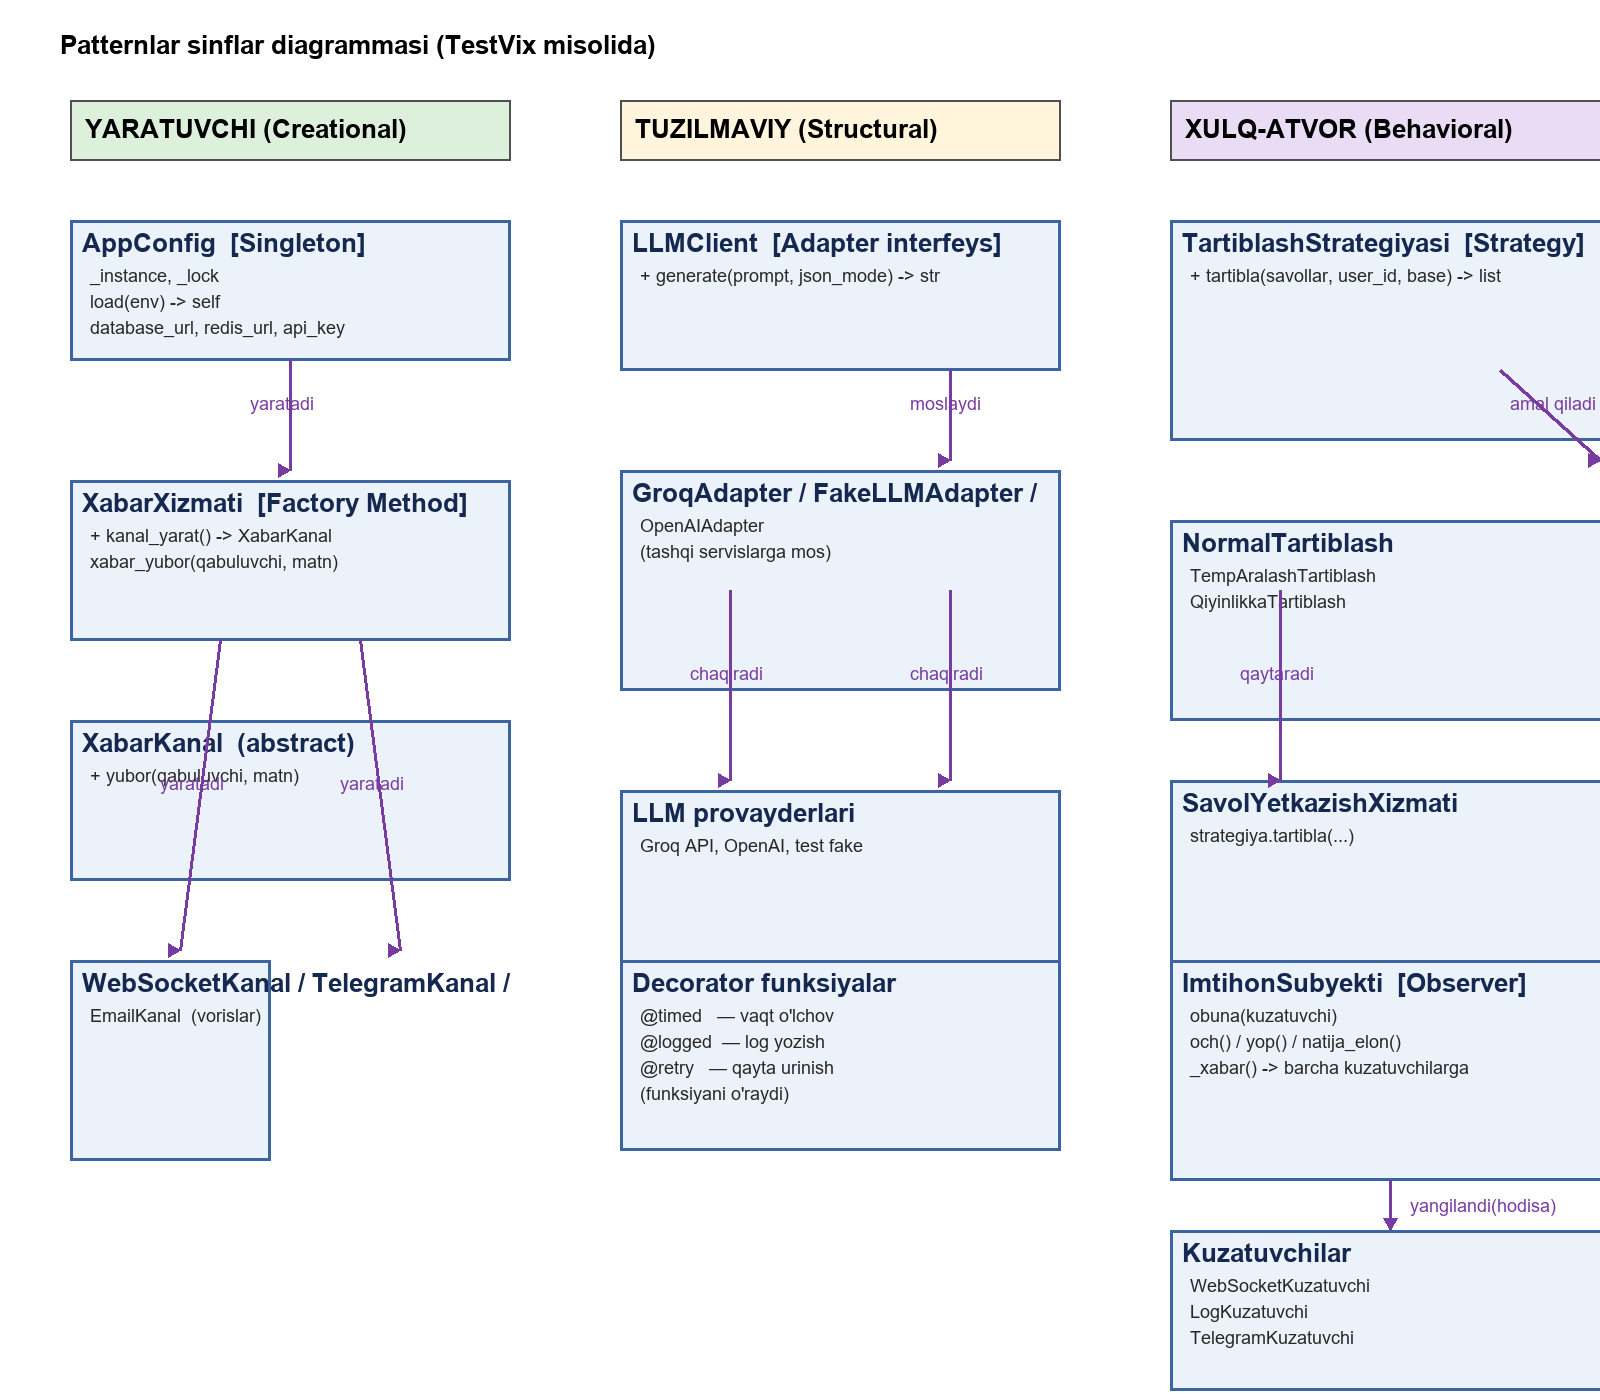 Patternlar sinflar diagrammasi (TestVix misolida)
YARATUVCHI (Creational)
AppConfig  [Singleton]
_instance, _lock
load(env) -> self
database_url, redis_url, api_key
yaratadi
XabarXizmati  [Factory Method]
+ kanal_yarat() -> XabarKanal
xabar_yubor(qabuluvchi, matn)
XabarKanal  (abstract)
+ yubor(qabuluvchi, matn)
yaratadi
yaratadi
WebSocketKanal / TelegramKanal /
EmailKanal  (vorislar)
TUZILMAVIY (Structural)
LLMClient  [Adapter interfeys]
+ generate(prompt, json_mode) -> str
moslaydi
GroqAdapter / FakeLLMAdapter /
OpenAIAdapter
(tashqi servislarga mos)
chaqiradi
chaqiradi
LLM provayderlari
Groq API, OpenAI, test fake
Decorator funksiyalar
@timed   — vaqt o'lchov
@logged  — log yozish
@retry   — qayta urinish
(funksiyani o'raydi)
XULQ-ATVOR (Behavioral)
TartiblashStrategiyasi  [Strategy]
+ tartibla(savollar, user_id, base) -> list
amal qiladi
NormalTartiblash
TempAralashTartiblash
QiyinlikkaTartiblash
qaytaradi
SavolYetkazishXizmati
strategiya.tartibla(...)
ImtihonSubyekti  [Observer]
obuna(kuzatuvchi)
och() / yop() / natija_elon()
_xabar() -> barcha kuzatuvchilarga
yangilandi(hodisa)
Kuzatuvchilar
WebSocketKuzatuvchi
LogKuzatuvchi
TelegramKuzatuvchi